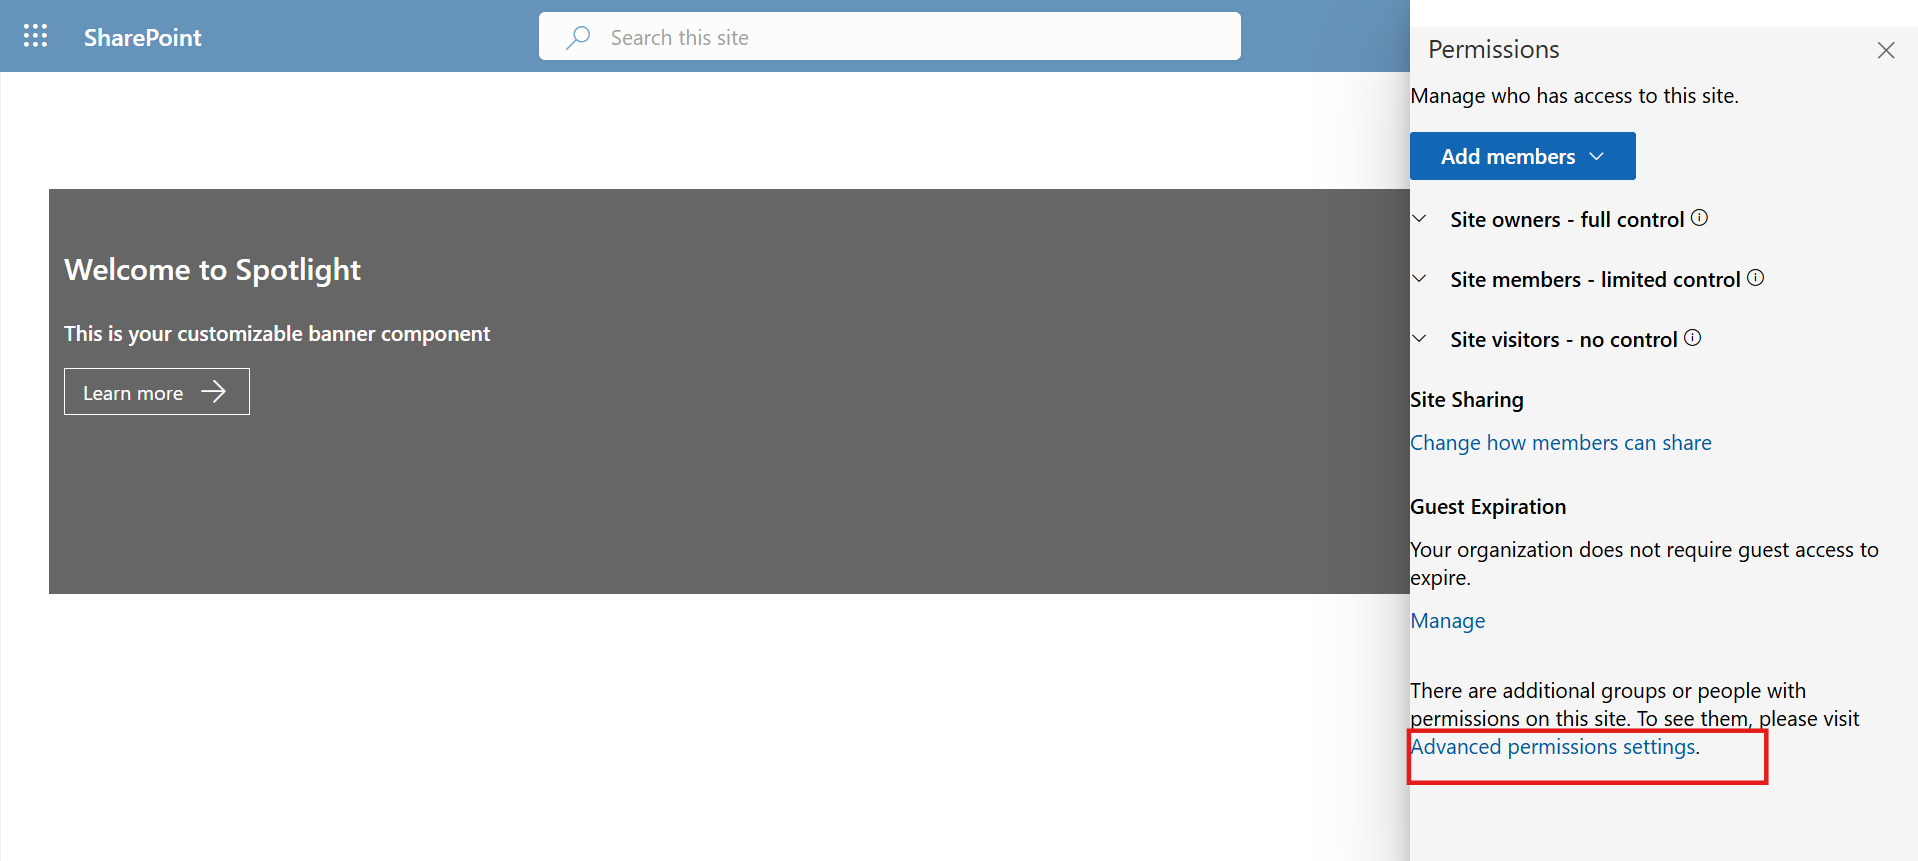 SharePoint
Search this site
Welcome to Spotlight
This is your customizable banner component
Learn more
Permissions
Manage who has access to this site.
Add members
Site owners - full control
Site members - limited control
Site visitors - no control
Site Sharing
Change how members can share
Guest Expiration
Your organization does not require guest access to
expire.
Manage
There are additional groups or people with
permissions on this site. To see them, please visit
Advanced permissions settings.